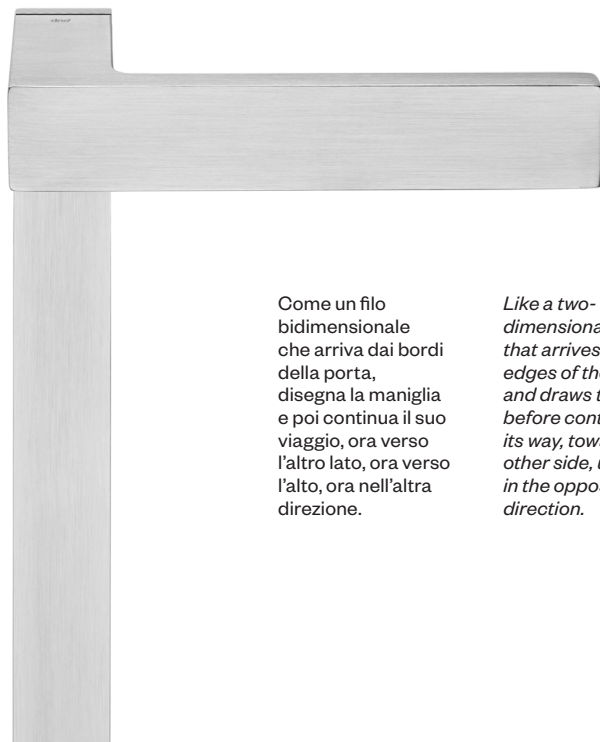 Come un filo
bidimensionale
che arriva dai bordi
della porta,
disegna la maniglia
e poi continua il suo
viaggio, ora verso
l'altro lato, ora verso
l'alto, ora nell'altra
direzione.
Like a two-
dimensiona
that arrives
edges of the
and draws t
before cont
its way, towa
other side, u
in the oppos
direction.